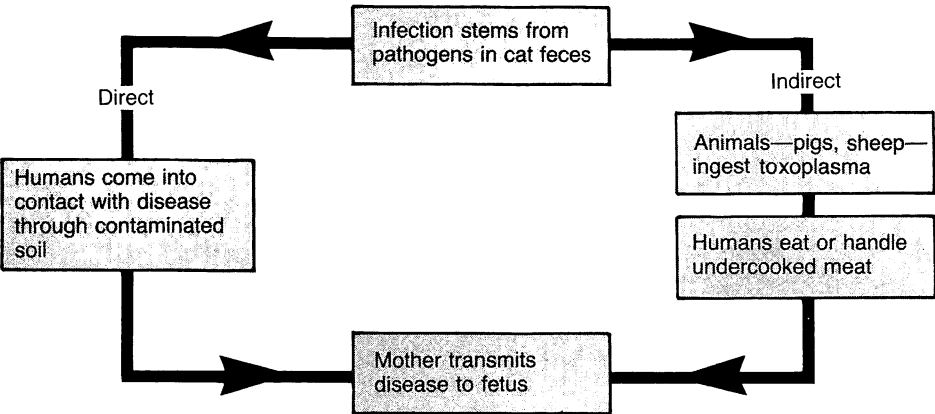 Infection stems from
pathogens in cat feces
Direct
Indirect
Humans come into
contact with disease
through contaminated
soil
Animals—pigs, sheep—
ingest toxoplasma
Humans eat or handle
undercooked meat
Mother transmits
disease to fetus